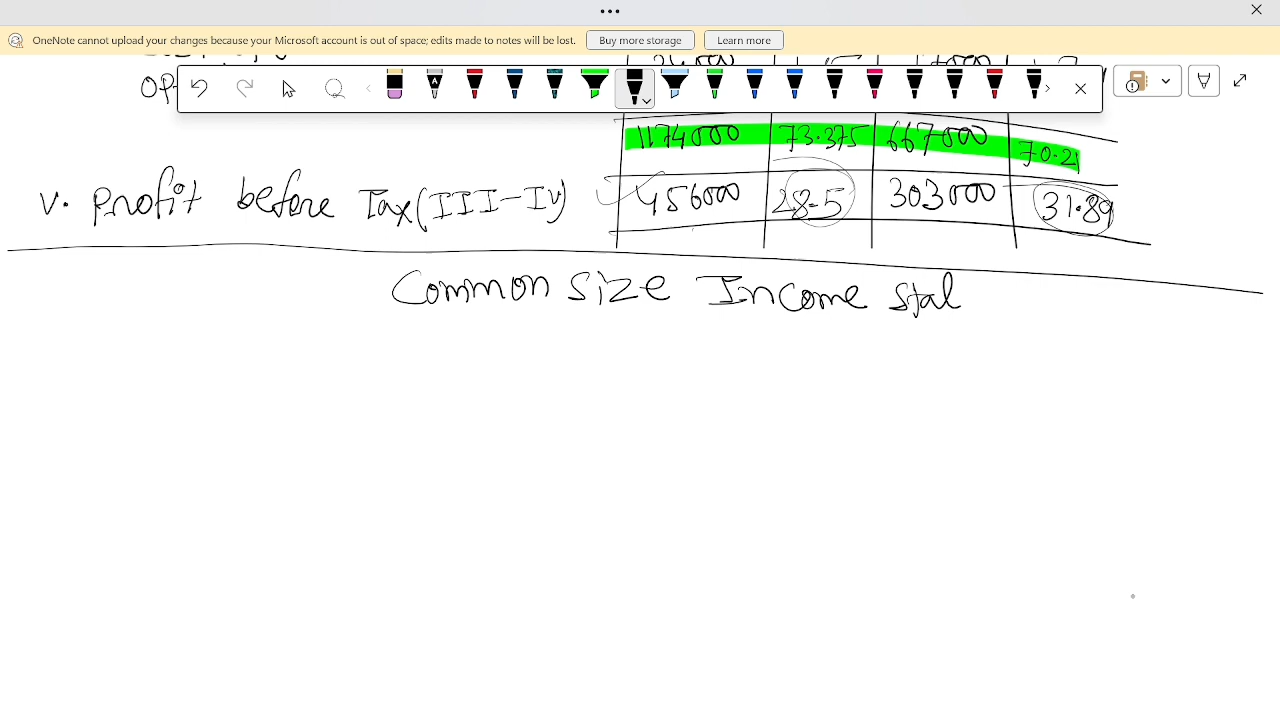 OneNote cannot upload your changes because your Microsoft account is out of space; edits made to notes will be lost. Buy more storage Learn more
1174000 73.375 667000 70.21
V. Profit before Tax(III-IV) 456000 28.5 303000 31.89
Common Size Income Stat